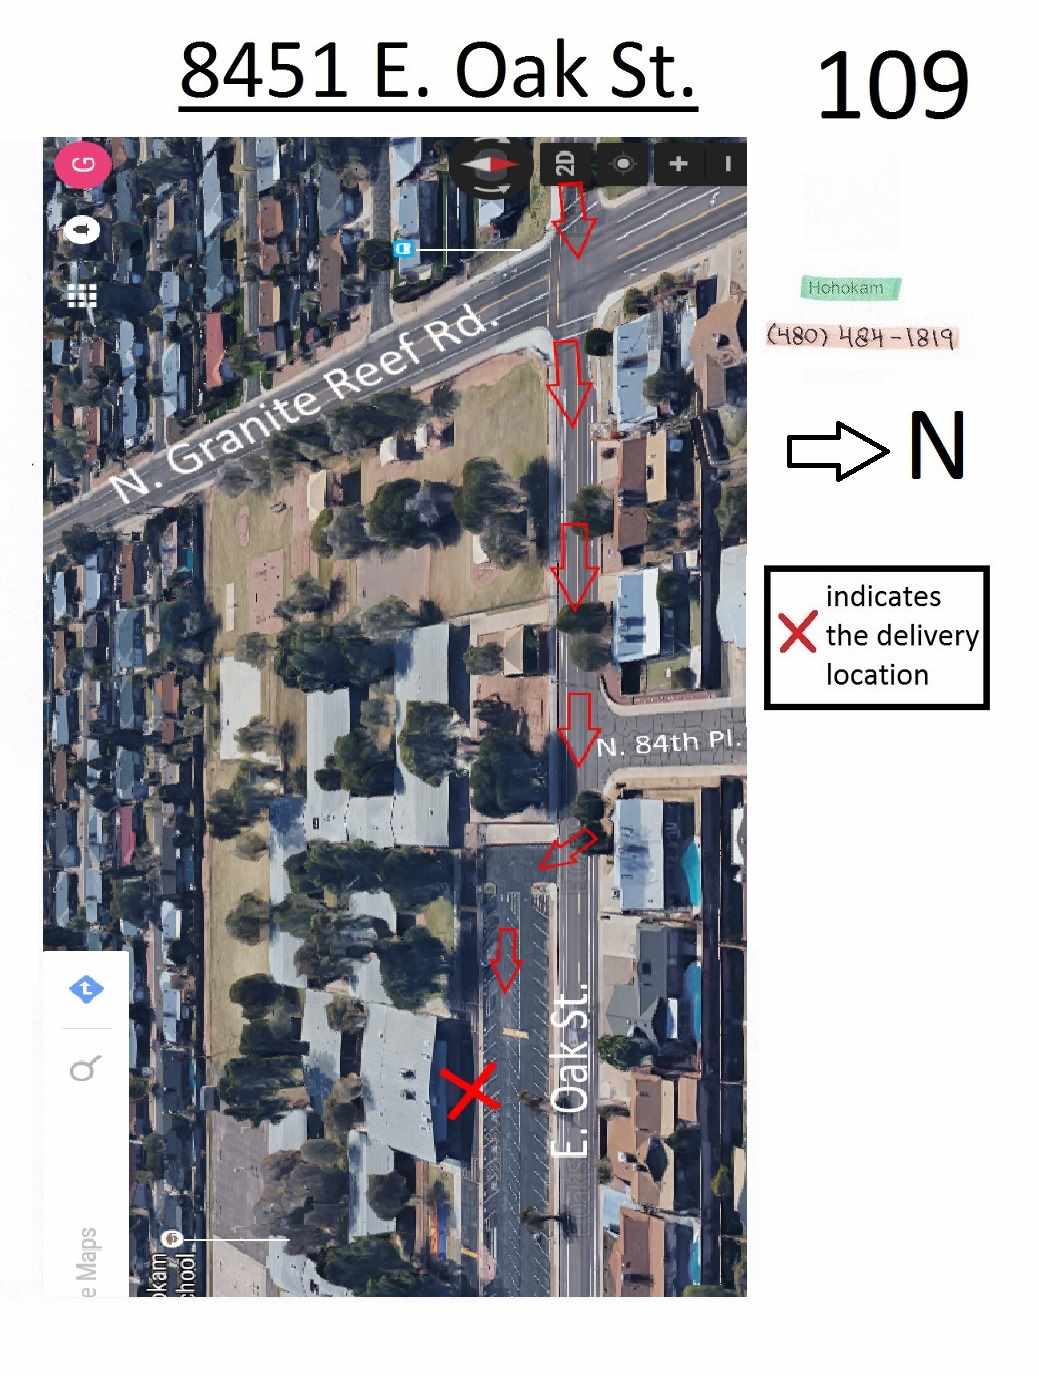 8451 E. Oak St.
109
G
2D
+
−
Hohokam
(480) 484-1819
N. Granite Reef Rd.
N
indicates
the delivery
location
N. 84th Pl.
E. Oak St.
e Maps
okam
chool